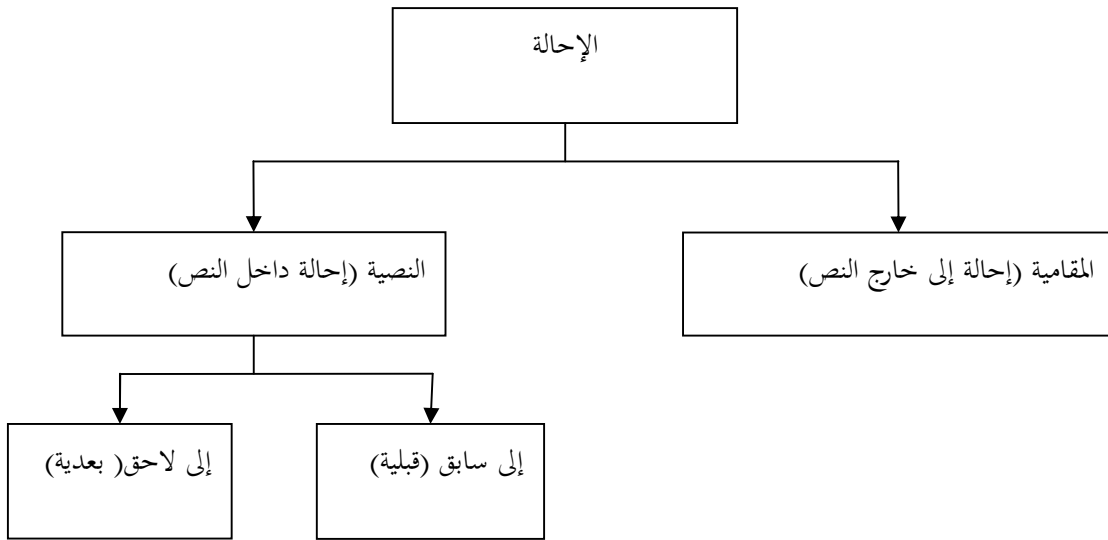 الإحالة
المقامية (إحالة إلى خارج النص)
النصية (إحالة داخل النص)
إلى سابق (قبلية)
إلى لاحق( بعدية)